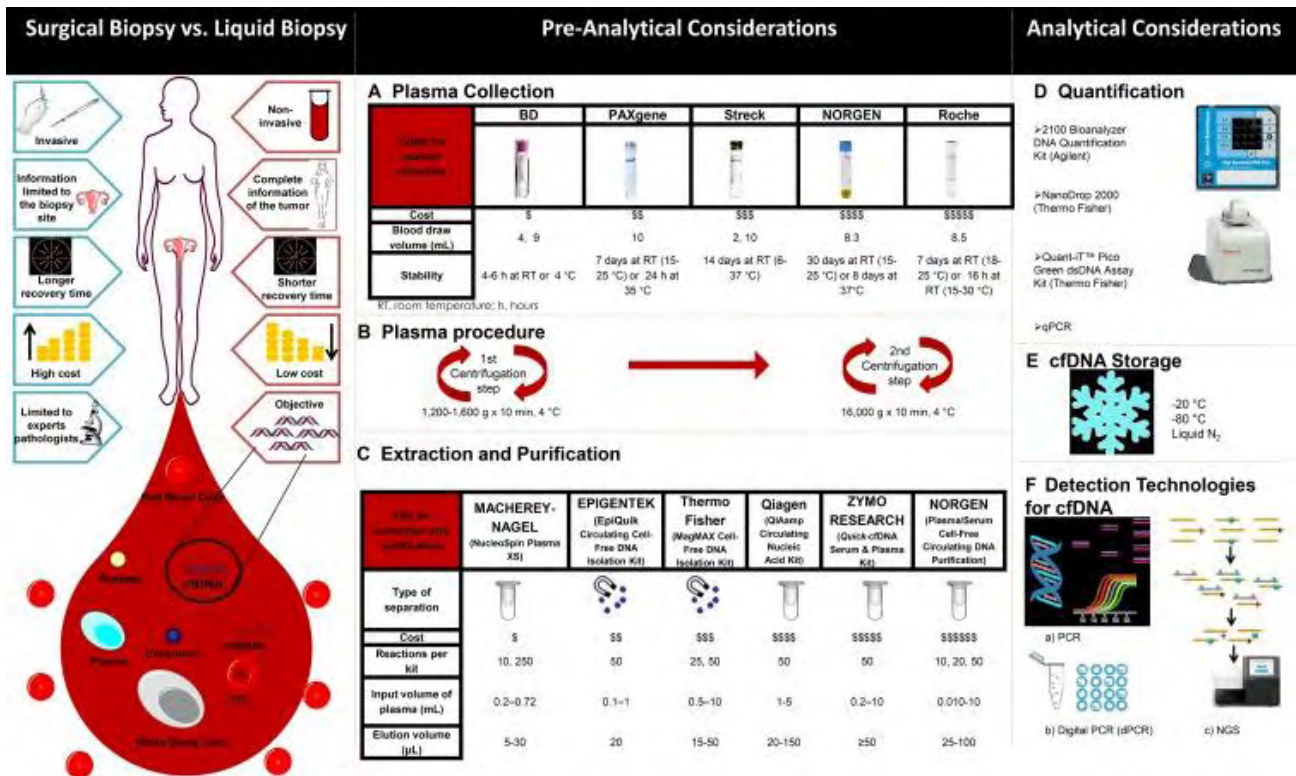 Surgical Biopsy vs. Liquid Biopsy
Pre-Analytical Considerations
Analytical Considerations
Invasive
Non-
invasive
Information
limited to
the biopsy
site
Complete
information
of the tumor
Longer
recovery time
Shorter
recovery time
High cost
Low cost
Limited to
experts
pathologists
Objective
Red Blood Cells
cfDNA
A Plasma Collection
BD
PAXgene
Streck
NORGEN
Roche
Cost
$
$$
$$$
$$$$
$$$$$
Blood draw
volume (mL)
4, 9
10
2, 10
8.3
8.5
Stability
4-6 h at RT or 4 °C
7 days at RT (15-
25 °C) or 24 h at
35 °C
14 days at RT (6-
37 °C)
30 days at RT (15-
25 °C) or 8 days at
37°C
7 days at RT (18-
25 °C) or 16 h at
RT (15-30 °C)
RT, room temperature; h, hours
B Plasma procedure
1st
Centrifugation
step
1,200-1,600 g x 10 min, 4 °C
2nd
Centrifugation
step
16,000 g x 10 min, 4 °C
C Extraction and Purification
MACHEREY-
NAGEL
(NucleoSpin Plasma
XS)
EPIGENTEK
(EpiQuik
Circulating Cell-
Free DNA
Isolation Kit)
Thermo
Fisher
(MagMAX Cell-
Free DNA
Isolation Kit)
Qiagen
(QIAamp
Circulating
Nucleic
Acid Kit)
ZYMO
RESEARCH
(Quick-cfDNA
Serum & Plasma
Kit)
NORGEN
(Plasma/Serum
Cell-Free
Circulating DNA
Purification)
Type of
separation
Cost
$
$$
$$$
$$$$
$$$$$
$$$$$$
Reactions per
kit
10, 250
50
25, 50
50
50
10, 20, 50
Input volume of
plasma (mL)
0.2–0.72
0.1–1
0.5–10
1-5
0.2–10
0.010-10
Elution volume
(µL)
5-30
20
15-50
20-150
≥50
25-100
D Quantification
➢2100 Bioanalyzer
DNA Quantification
Kit (Agilent)
➢NanoDrop 2000
(Thermo Fisher)
➢Quant-iT™ Pico
Green dsDNA Assay
Kit (Thermo Fisher)
➢qPCR
E cfDNA Storage
-20 °C
-80 °C
Liquid N₂
F Detection Technologies
for cfDNA
a) PCR
b) Digital PCR (dPCR)
c) NGS